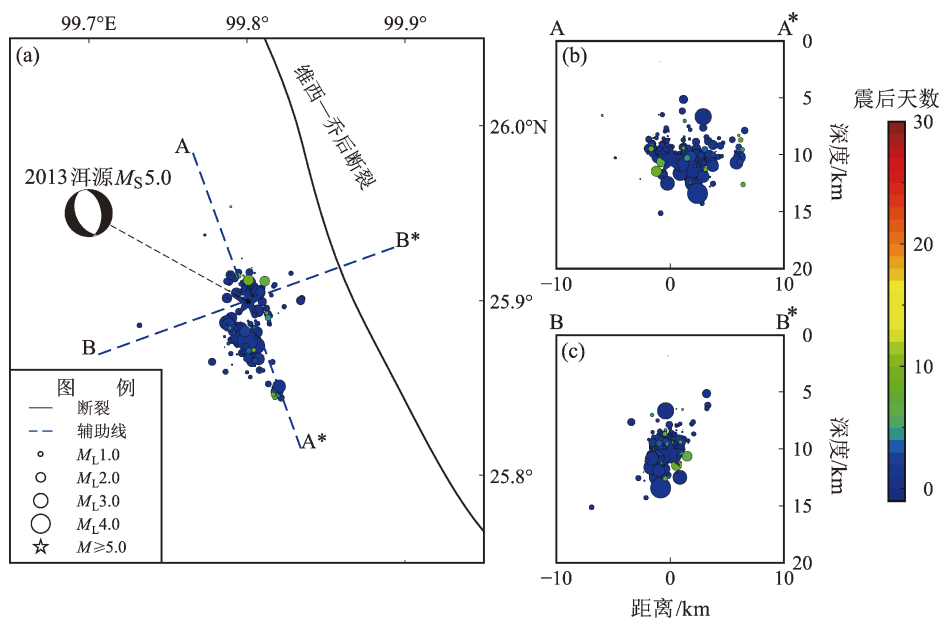 99.7°E 99.8° 99.9°
(a)
维西—乔后断裂
26.0°N
A
2013洱源MS5.0
B*
25.9°
B
A*
25.8°
图 例
断裂
辅助线
ML1.0
ML2.0
ML3.0
ML4.0
M≥5.0
A A*
(b)
0
5
10
15
20
深度/km
−10 0 10
B B*
(c)
0
5
10
15
20
深度/km
−10 0 10
距离/km
震后天数
30
20
10
0